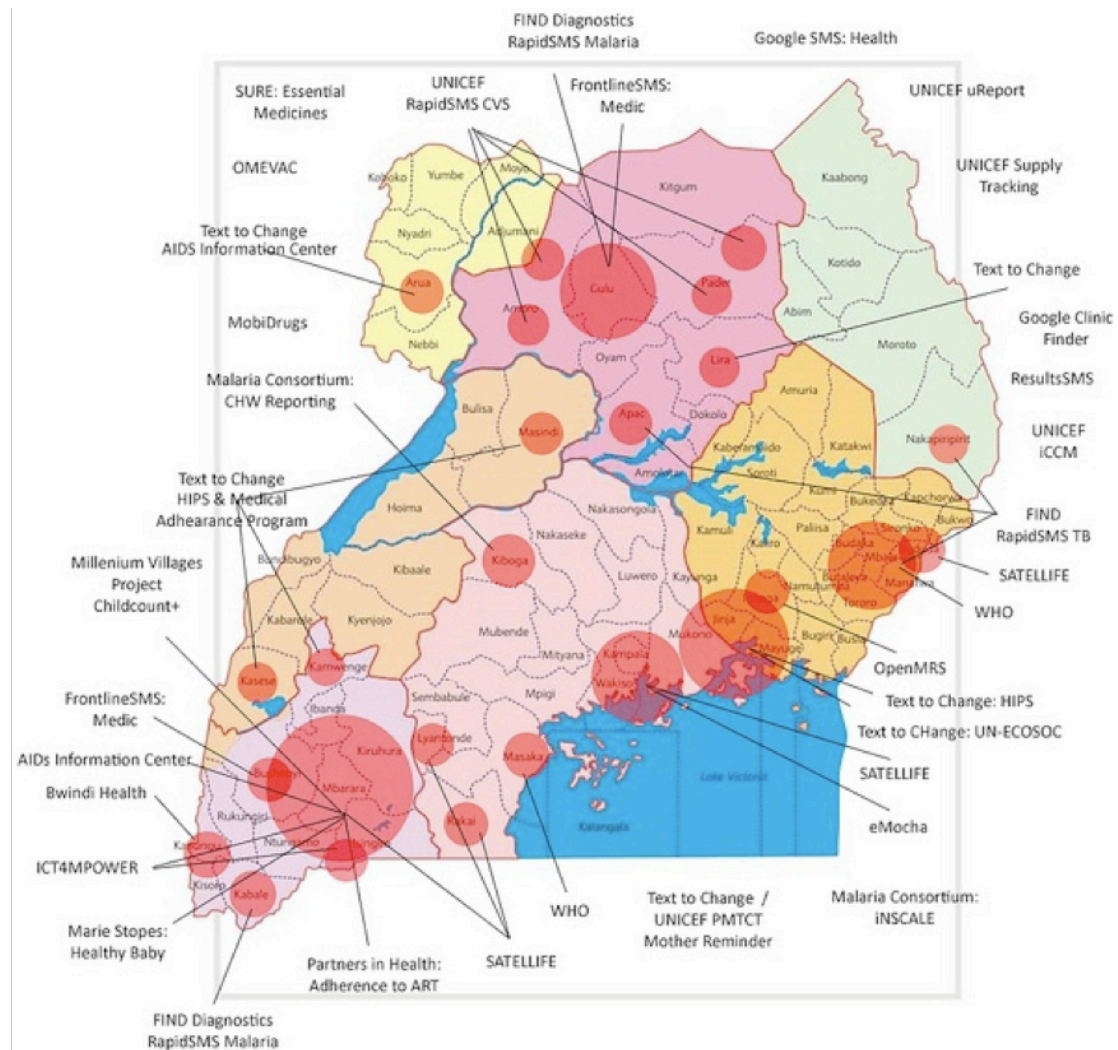 FIND Diagnostics
RapidSMS Malaria
Google SMS: Health
SURE: Essential
Medicines
UNICEF
RapidSMS CVS
FrontlineSMS:
Medic
UNICEF uReport
OMEVAC
UNICEF Supply
Tracking
Text to Change
AIDS Information Center
Text to Change
MobiDrugs
Google Clinic
Finder
Malaria Consortium:
CHW Reporting
ResultsSMS
UNICEF
iCCM
Text to Change
HIPS & Medical
Adhearance Program
FIND
RapidSMS TB
Millenium Villages
Project
Childcount+
SATELLIFE
WHO
OpenMRS
FrontlineSMS:
Medic
Text to Change: HIPS
Text to CHange: UN-ECOSOC
AIDs Information Center
SATELLIFE
Bwindi Health
eMocha
ICT4MPOWER
Marie Stopes:
Healthy Baby
Partners in Health:
Adherence to ART
SATELLIFE
WHO
Text to Change /
UNICEF PMTCT
Mother Reminder
Malaria Consortium:
iNSCALE
FIND Diagnostics
RapidSMS Malaria
Koboko
Yumbe
Moyo
Kitgum
Kaabong
Nyadri
Adjumani
Kotido
Arua
Gulu
Pader
Abim
Nebbi
Moroto
Oyam
Lira
Amuria
Bulisa
Apac
Dokolo
Masindi
Kaberamaido
Katakwi
Nakapiripirit
Soroti
Amolotar
Kumi
Bukedea
Kapchorwa
Hoima
Nakasongola
Bukwo
Kamuli
Pallisa
Sironko
Nakaseke
Kaliro
Budaka
Bundibugyo
Kibaale
Kiboga
Luwero
Kayunga
Namutumba
Butaleja
Manafwa
Kabarole
Kyenjojo
Tororo
Mubende
Mukono
Jinja
Bugiri
Busia
Mityana
Kampala
Mayuge
Kasese
Kamwenge
Wakiso
Sembabule
Mpigi
Ibanda
Kiruhura
Lyantonde
Masaka
Mbarara
Lake Victoria
Rukungiri
Rakai
Kalangala
Ntungamo
Kisoro
Kabale